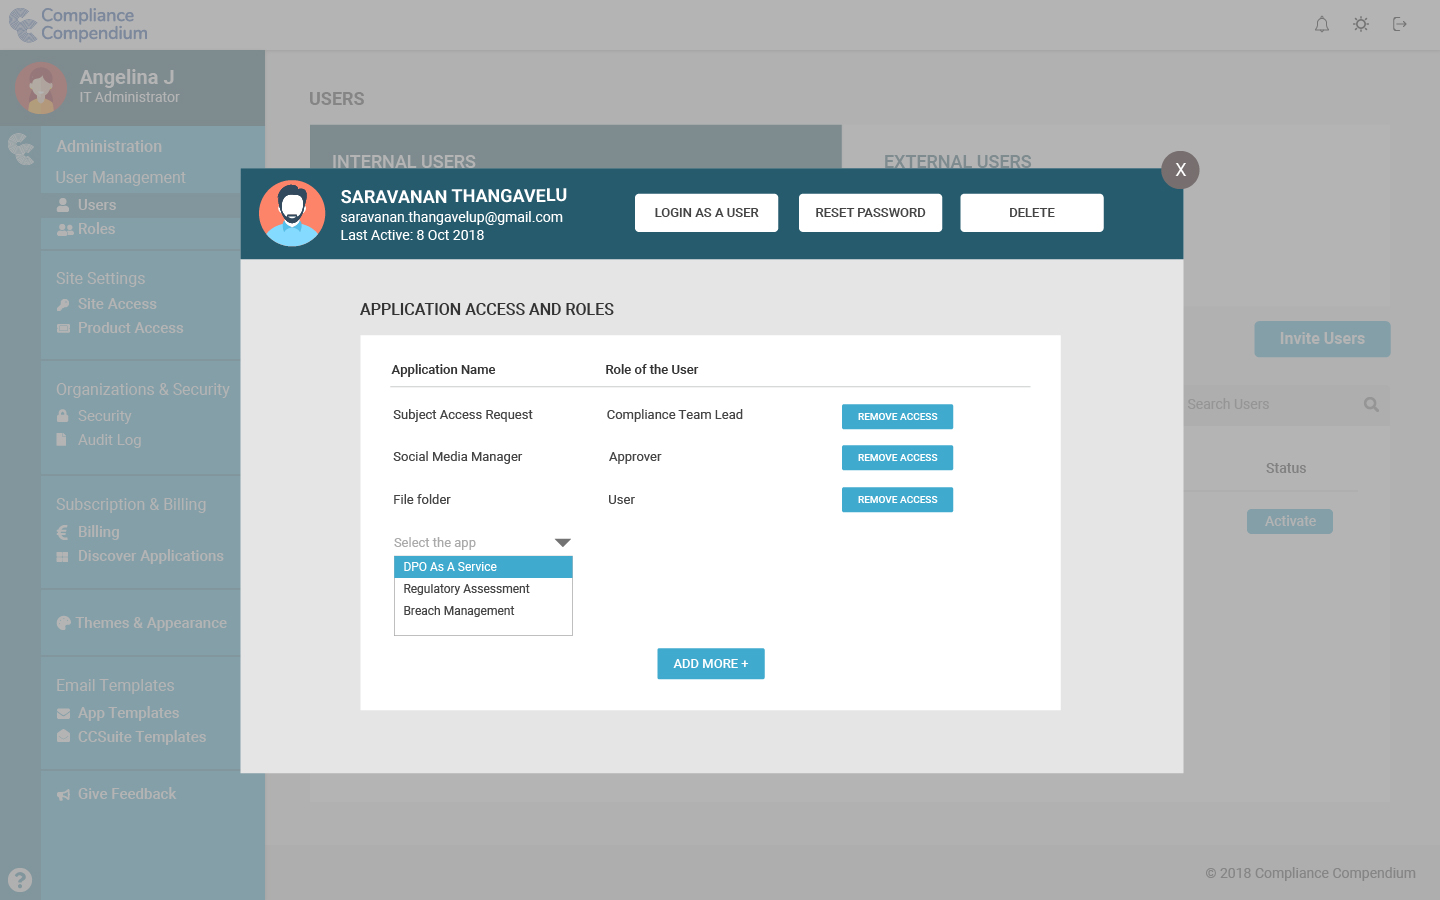 Compliance
Compendium
Angelina J
IT Administrator
Administration
User Management
Users
Roles
Site Settings
Site Access
Product Access
Organizations & Security
Security
Audit Log
Subscription & Billing
Billing
Discover Applications
Themes & Appearance
Email Templates
App Templates
CCSuite Templates
Give Feedback
?
USERS
INTERNAL USERS
EXTERNAL USERS
X
SARAVANAN THANGAVELU
saravanan.thangavelup@gmail.com
Last Active: 8 Oct 2018
LOGIN AS A USER
RESET PASSWORD
DELETE
APPLICATION ACCESS AND ROLES
Application Name Role of the User
Subject Access Request Compliance Team Lead REMOVE ACCESS
Social Media Manager Approver REMOVE ACCESS
File folder User REMOVE ACCESS
Select the app
DPO As A Service
Regulatory Assessment
Breach Management
ADD MORE +
Invite Users
Search Users
Status
Activate
© 2018 Compliance Compendium